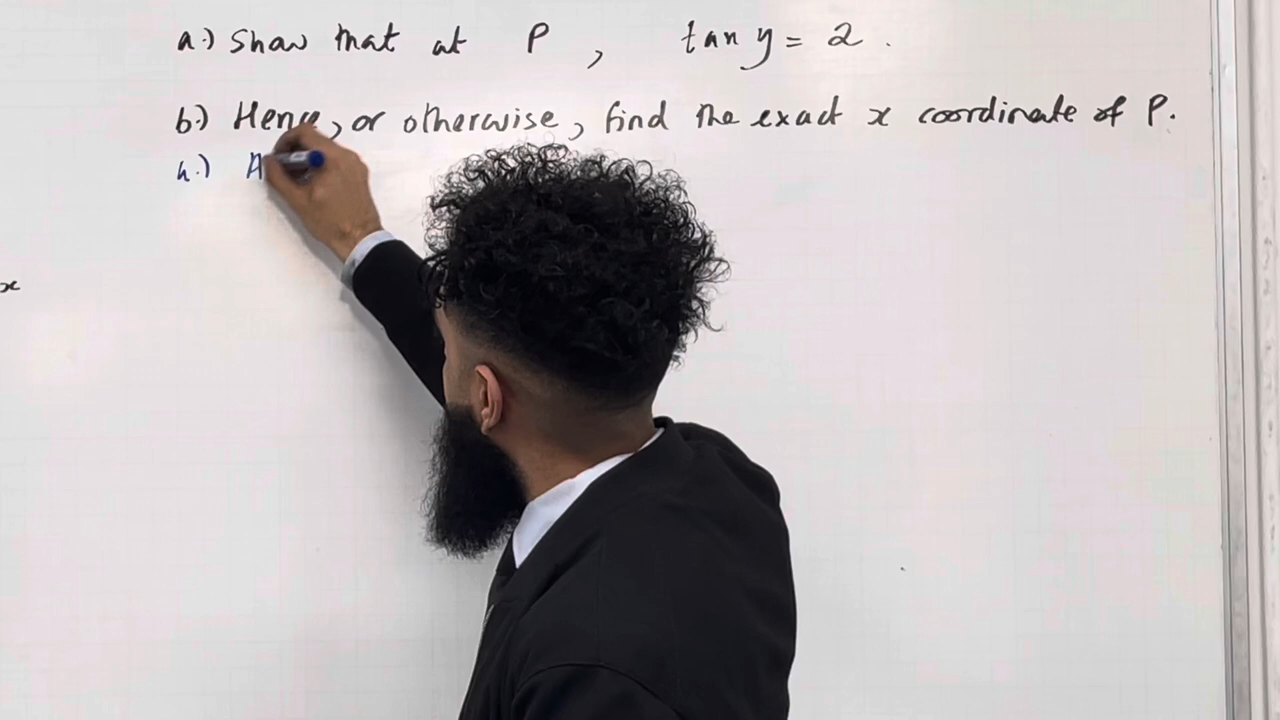 a.) Show that at P, tan y = 2.
b.) Hence, or otherwise, find the exact x coordinate of P.
a.) A
x